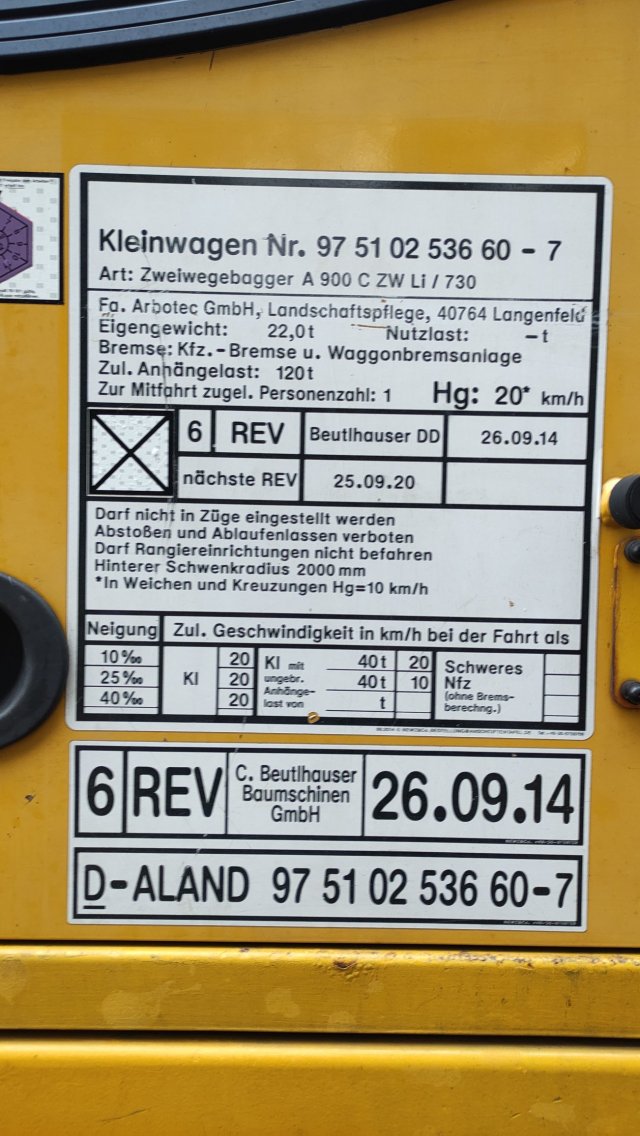 Kleinwagen Nr. 97 51 02 536 60 - 7
Art: Zweiwegebagger A 900 C ZW Li / 730
Fa. Arbotec GmbH, Landschaftspflege, 40764 Langenfeld
Eigengewicht: 22,0t Nutzlast: -t
Bremse: Kfz.-Bremse u. Waggonbremsanlage
Zul. Anhängelast: 120t
Zur Mitfahrt zugel. Personenzahl: 1 Hg: 20* km/h
6 REV Beutlhauser DD 26.09.14
nächste REV 25.09.20
Darf nicht in Züge eingestellt werden
Abstoßen und Ablaufenlassen verboten
Darf Rangiereinrichtungen nicht befahren
Hinterer Schwenkradius 2000 mm
*In Weichen und Kreuzungen Hg=10 km/h
Neigung Zul. Geschwindigkeit in km/h bei der Fahrt als
10 ‰ 20 Kl mit 40 t 20 Schweres
25 ‰ Kl 20 ungebr. 40 t 10 Nfz
40 ‰ 20 Anhänge- t (ohne Brems-
last von berechng.)
6 REV C. Beutlhauser
Baumschinen
GmbH 26.09.14
D-ALAND 97 51 02 536 60-7